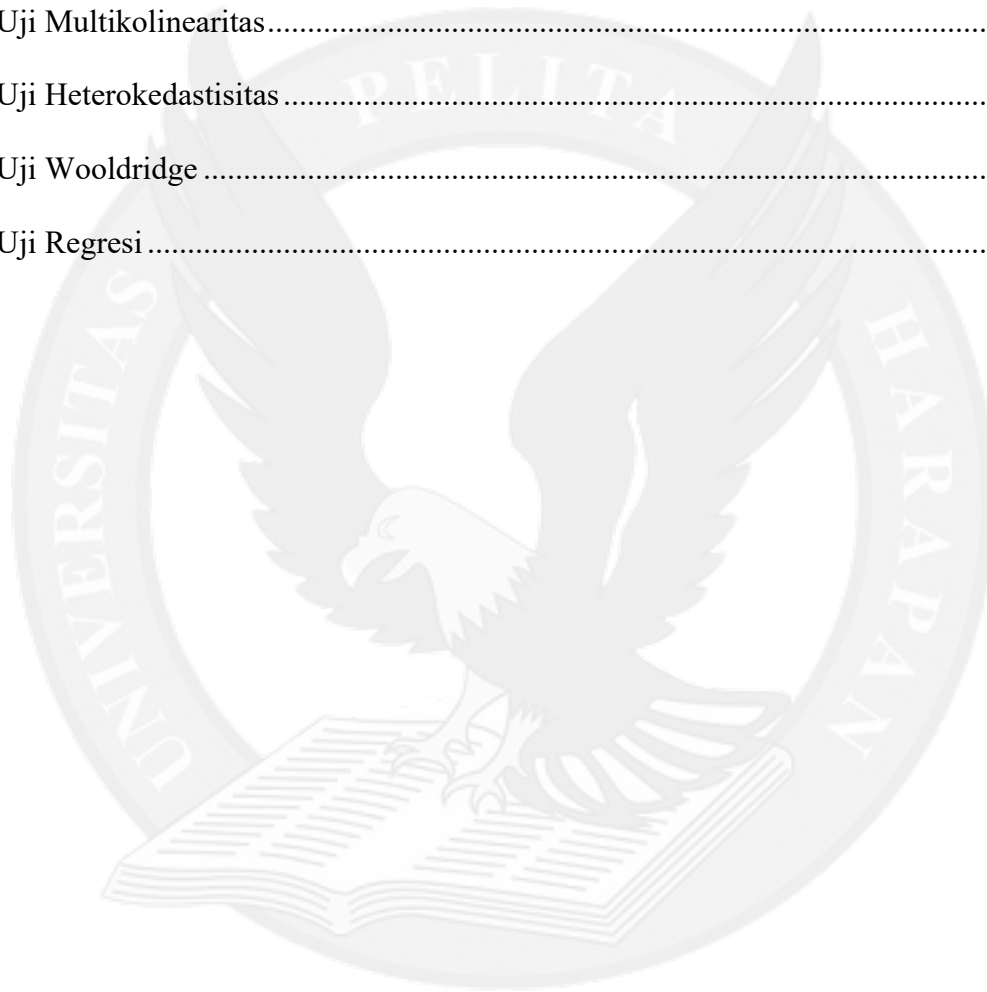 Uji Multikolinearitas..........................................................................................
Uji Heterokedastisitas........................................................................................
Uji Wooldridge..................................................................................................
Uji Regresi.........................................................................................................
UNIVERSITAS PELITA HARAPAN